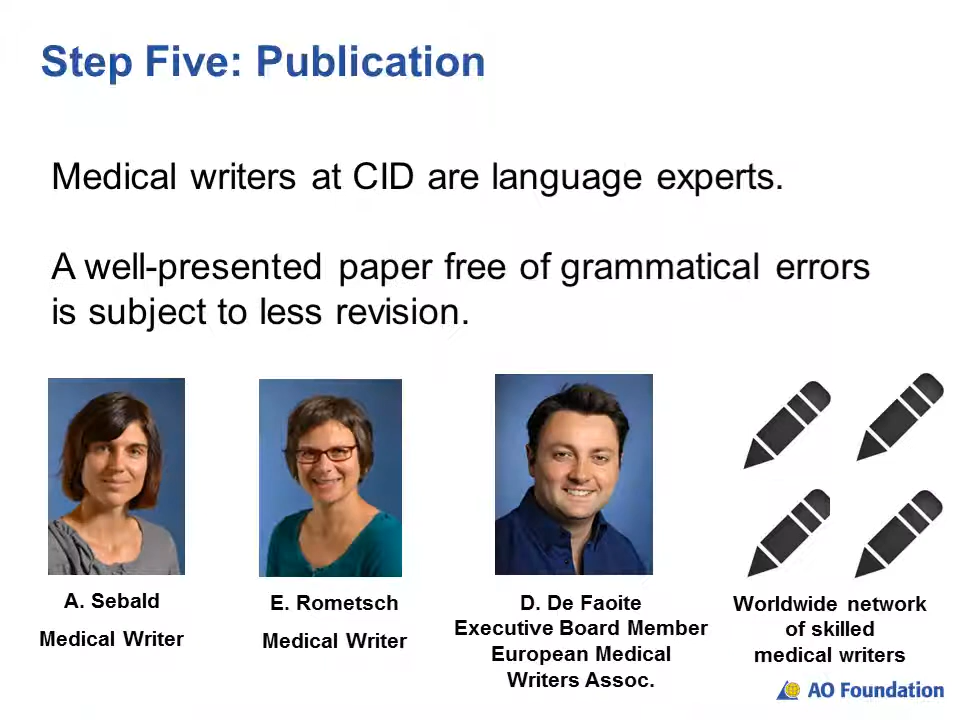 Step Five: Publication
Medical writers at CID are language experts.
A well-presented paper free of grammatical errors
is subject to less revision.
A. Sebald
Medical Writer
E. Rometsch
Medical Writer
D. De Faoite
Executive Board Member
European Medical
Writers Assoc.
Worldwide network
of skilled
medical writers
AO Foundation